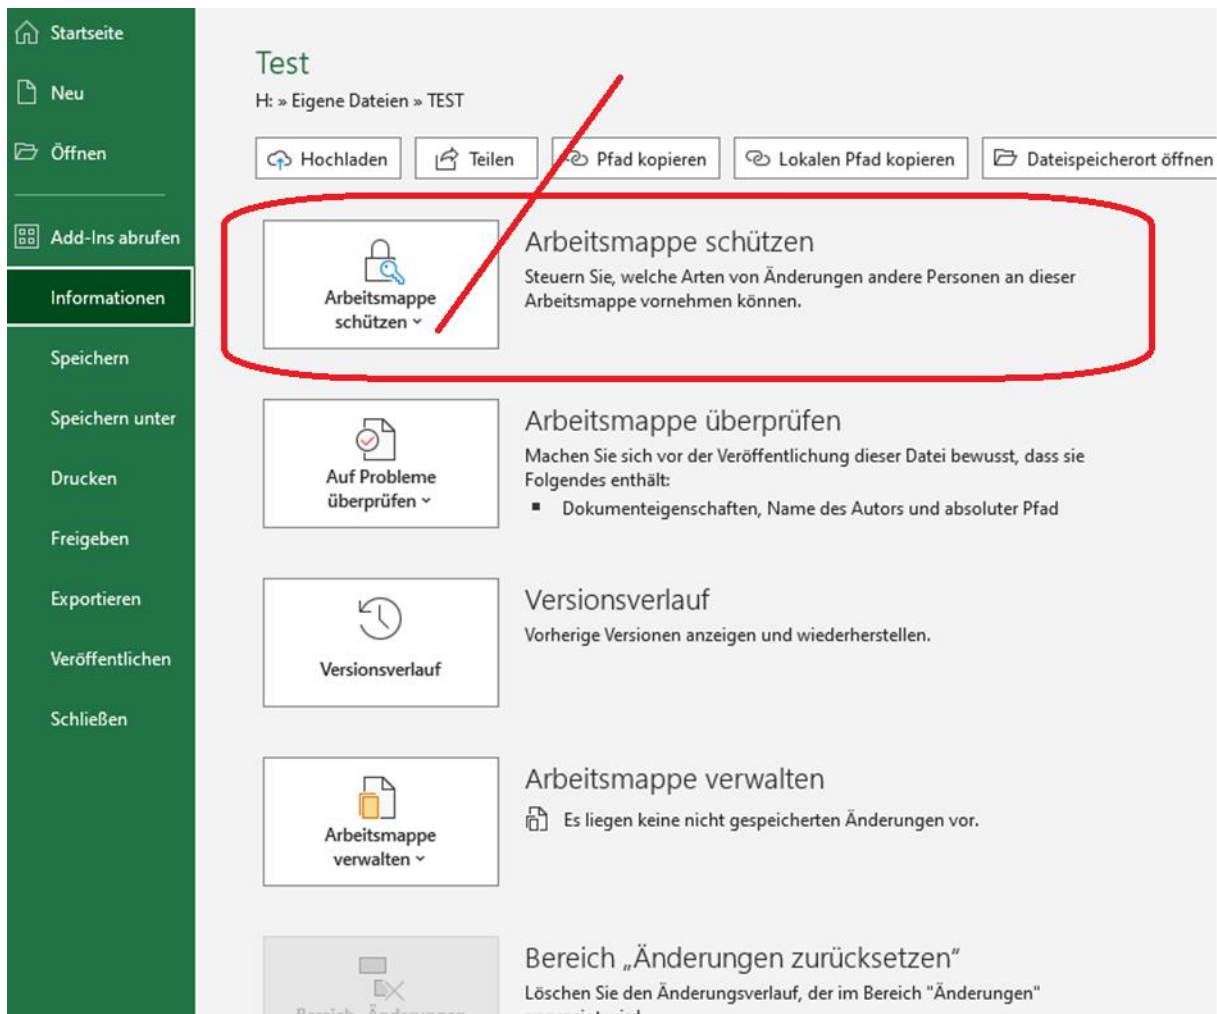 Startseite
Neu
Öffnen
Add-Ins abrufen
Informationen
Speichern
Speichern unter
Drucken
Freigeben
Exportieren
Veröffentlichen
Schließen
Test
H: » Eigene Dateien » TEST
Hochladen
Teilen
Pfad kopieren
Lokalen Pfad kopieren
Dateispeicherort öffnen
Arbeitsmappe
schützen
Arbeitsmappe schützen
Steuern Sie, welche Arten von Änderungen andere Personen an dieser
Arbeitsmappe vornehmen können.
Auf Probleme
überprüfen
Arbeitsmappe überprüfen
Machen Sie sich vor der Veröffentlichung dieser Datei bewusst, dass sie
Folgendes enthält:
▪ Dokumenteigenschaften, Name des Autors und absoluter Pfad
Versionsverlauf
Versionsverlauf
Vorherige Versionen anzeigen und wiederherstellen.
Arbeitsmappe
verwalten
Arbeitsmappe verwalten
Es liegen keine nicht gespeicherten Änderungen vor.
Bereich „Änderungen zurücksetzen“
Löschen Sie den Änderungsverlauf, der im Bereich "Änderungen"